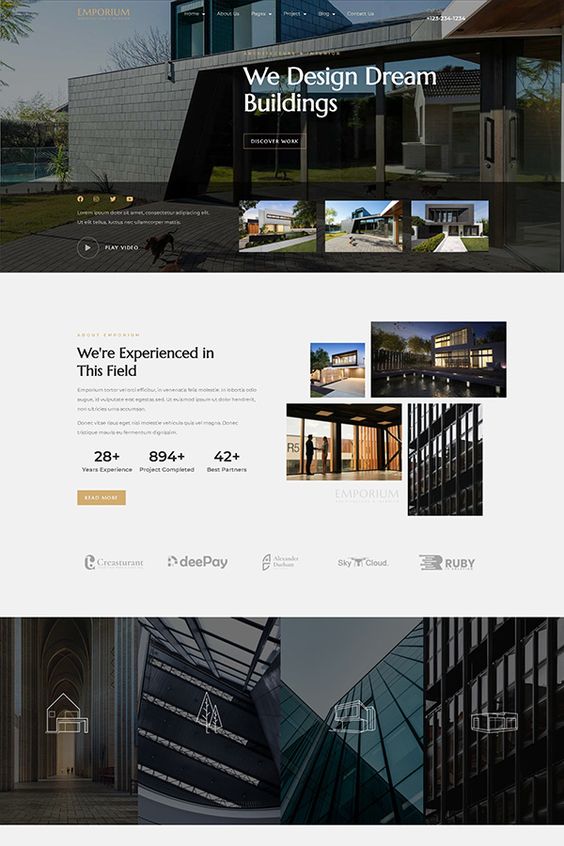 EMPORIUM
Home
About Us
Pages
Project
Blog
Contact Us
+123-234-1234
ARCHITECTURE & INTERIOR
We Design Dream
Buildings
DISCOVER WORK
Lorem ipsum dolor sit amet, consectetur adipiscing elit.
Ut elit tellus, luctus nec ullamcorper mattis.
PLAY VIDEO
ABOUT EMPORIUM
We're Experienced in
This Field
Emporium tortor vel orci efficitur, in venenatis felis molestie. In lobortis odio
augue, id vulputate erat egestas sed. Ut euismod ipsum ut dolor hendrerit,
non ultricies urna accumsan.
Donec vitae risus eget nisl molestie vehicula quis vel magna. Donec
tristique mauris eu fermentum dignissim.
28+
Years Experience
894+
Project Completed
42+
Best Partners
READ MORE
R5
EMPORIUM
Creasturant
deePay
Alexander
Durham
Sky Cloud.
RUBY